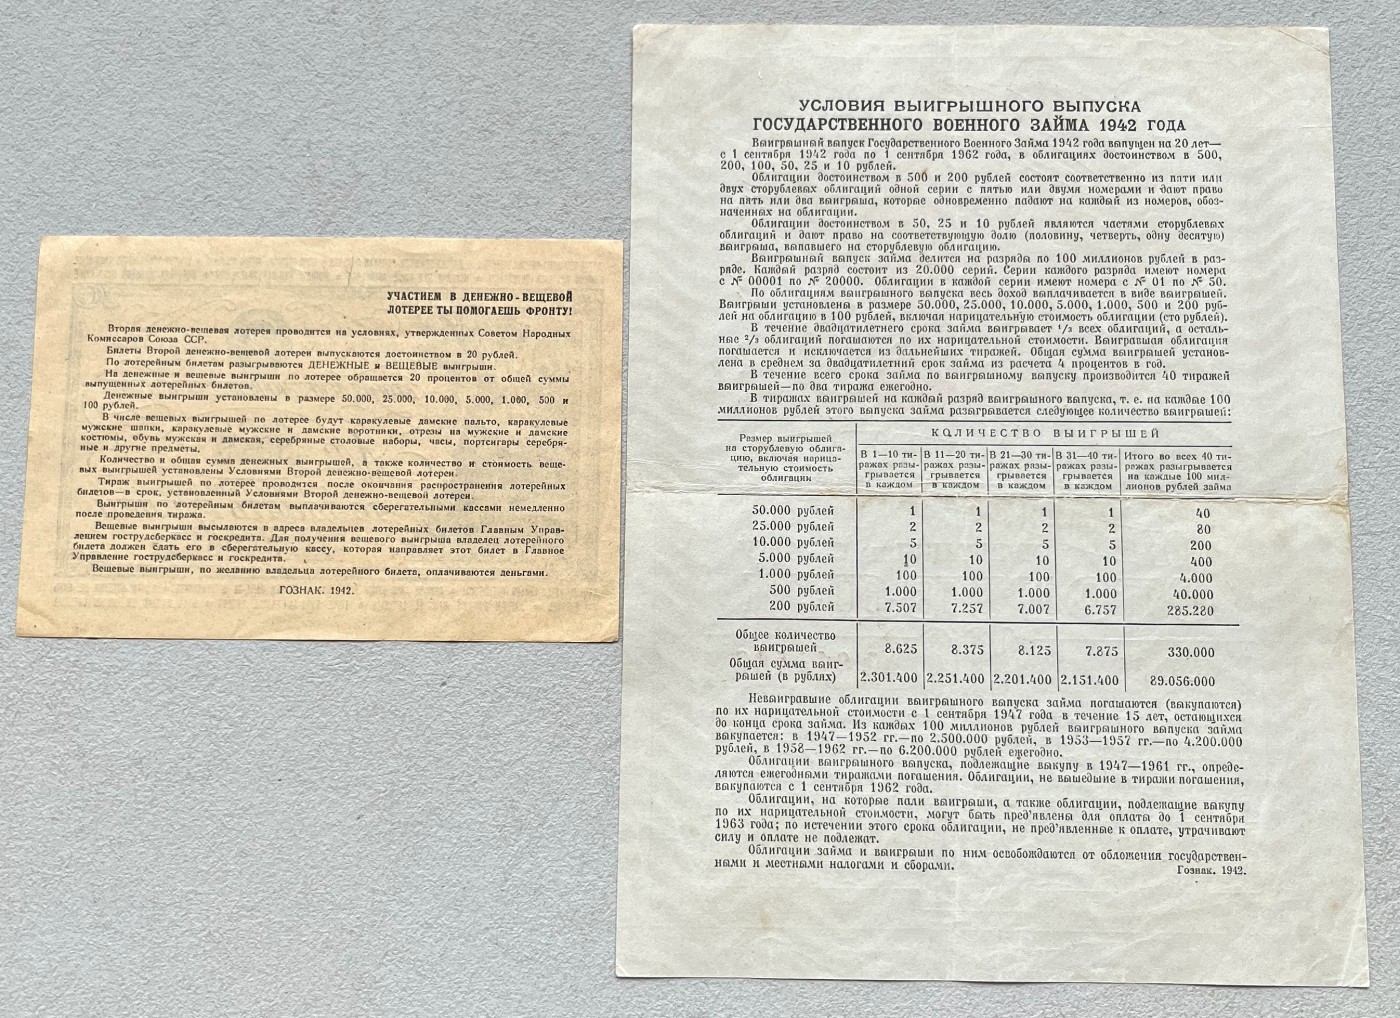 УЧАСТИЕМ В ДЕНЕЖНО-ВЕЩЕВОЙ
ЛОТЕРЕЕ ТЫ ПОМОГАЕШЬ ФРОНТУ!
Вторая денежно-вещевая лотерея проводится на условиях, утвержденных Советом Народных
Комиссаров Союза ССР.
Билеты Второй денежно-вещевой лотереи выпускаются достоинством в 20 рублей.
По лотерейным билетам разыгрываются ДЕНЕЖНЫЕ и ВЕЩЕВЫЕ выигрыши.
На денежные и вещевые выигрыши по лотерее обращается 20 процентов от общей суммы
выпущенных лотерейных билетов.
Денежные выигрыши установлены в размере 50.000, 25.000, 10.000, 5.000, 1.000, 500 и
100 рублей.
В числе вещевых выигрышей по лотерее будут каракулевые дамские пальто, каракулевые
мужские шапки, каракулевые мужские и дамские воротники, отрезы на мужские и дамские
костюмы, обувь мужская и дамская, серебряные столовые наборы, часы, портсигары серебря-
ные и другие предметы.
Количество и общая сумма денежных выигрышей, а также количество и стоимость веще-
вых выигрышей установлены Условиями Второй денежно-вещевой лотереи.
Тираж выигрышей по лотерее проводится после окончания распространения лотерейных
билетов—в срок, установленный Условиями Второй денежно-вещевой лотереи.
Выигрыши по лотерейным билетам выплачиваются сберегательными кассами немедленно
после проведения тиража.
Вещевые выигрыши высылаются в адреса владельцев лотерейных билетов Главным Управ-
лением гострудсберкасс и госкредита. Для получения вещевого выигрыша владелец лотерейного
билета должен сдать его в сберегательную кассу, которая направляет этот билет в Главное
Управление гострудсберкасс и госкредита.
Вещевые выигрыши, по желанию владельца лотерейного билета, оплачиваются деньгами.
ГОЗНАК. 1942.
УСЛОВИЯ ВЫИГРЫШНОГО ВЫПУСКА
ГОСУДАРСТВЕННОГО ВОЕННОГО ЗАЙМА 1942 ГОДА
Выигрышный выпуск Государственного Военного Займа 1942 года выпущен на 20 лет—
с 1 сентября 1942 года по 1 сентября 1962 года, в облигациях достоинством в 500,
200, 100, 50, 25 и 10 рублей.
Облигации достоинством в 500 и 200 рублей состоят соответственно из пяти или
двух сторублевых облигаций одной серии с пятью или двумя номерами и дают право
на пять или два выигрыша, которые одновременно падают на каждый из номеров, обоз-
наченных на облигации.
Облигации достоинством в 50, 25 и 10 рублей являются частями сторублевых
облигаций и дают право на соответствующую долю (половину, четверть, одну десятую)
выигрыша, выпавшего на сторублевую облигацию.
Выигрышный выпуск займа делится на разряды по 100 миллионов рублей в раз-
ряде. Каждый разряд состоит из 20.000 серий. Серии каждого разряда имеют номера
с № 00001 по № 20000. Облигации в каждой серии имеют номера с № 01 по № 50.
По облигациям выигрышного выпуска весь доход выплачивается в виде выигрышей.
Выигрыши установлены в размере 50.000, 25.000, 10.000, 5.000, 1.000, 500 и 200 руб-
лей на облигацию в 100 рублей, включая нарицательную стоимость облигации (сто рублей).
В течение двадцатилетнего срока займа выигрывает 1/3 всех облигаций, а осталь-
ные 2/3 облигаций погашаются по их нарицательной стоимости. Выигравшая облигация
погашается и исключается из дальнейших тиражей. Общая сумма выигрышей установ-
лена в среднем за двадцатилетний срок займа из расчета 4 процентов в год.
В течение всего срока займа по выигрышному выпуску производится 40 тиражей
выигрышей—по два тиража ежегодно.
В тиражах выигрышей на каждый разряд выигрышного выпуска, т. е. на каждые 100
миллионов рублей этого выпуска займа разыгрывается следующее количество выигрышей:
Размер выигрышей
на сторублевую облига-
цию, включая нарица-
тельную стоимость
облигации
КОЛИЧЕСТВО ВЫИГРЫШЕЙ
В 1—10 ти-
ражах разы-
грывается
в каждом
В 11—20 ти-
ражах разы-
грывается
в каждом
В 21—30 ти-
ражах разы-
грывается
в каждом
В 31—40 ти-
ражах разы-
грывается
в каждом
Итого во всех 40 ти-
ражах разыгрывается
на каждые 100 мил-
лионов рублей займа
50.000 рублей 1 1 1 1 40
25.000 рублей 2 2 2 2 80
10.000 рублей 5 5 5 5 200
5.000 рублей 10 10 10 10 400
1.000 рублей 100 100 100 100 4.000
500 рублей 1.000 1.000 1.000 1.000 40.000
200 рублей 7.507 7.257 7.007 6.757 285.280
Общее количество
выигрышей 8.625 8.375 8.125 7.875 330.000
Общая сумма выиг-
рышей (в рублях) 2.301.400 2.251.400 2.201.400 2.151.400 89.056.000
Невыигравшие облигации выигрышного выпуска займа погашаются (выкупаются)
по их нарицательной стоимости с 1 сентября 1947 года в течение 15 лет, остающихся
до конца срока займа. Из каждых 100 миллионов рублей выигрышного выпуска займа
выкупается: в 1947—1952 гг.—по 2.500.000 рублей, в 1953—1957 гг.—по 4.200.000
рублей, в 1958—1962 гг.—по 6.200.000 рублей ежегодно.
Облигации выигрышного выпуска, подлежащие выкупу в 1947—1961 гг., опреде-
ляются ежегодными тиражами погашения. Облигации, не вышедшие в тиражи погашения,
выкупаются с 1 сентября 1962 года.
Облигации, на которые пали выигрыши, а также облигации, подлежащие выкупу
по их нарицательной стоимости, могут быть пред'явлены для оплаты до 1 сентября
1963 года; по истечении этого срока облигации, не пред'явленные к оплате, утрачивают
силу и оплате не подлежат.
Облигации займа и выигрыши по ним освобождаются от обложения государствен-
ными и местными налогами и сборами.
Гознак. 1942.